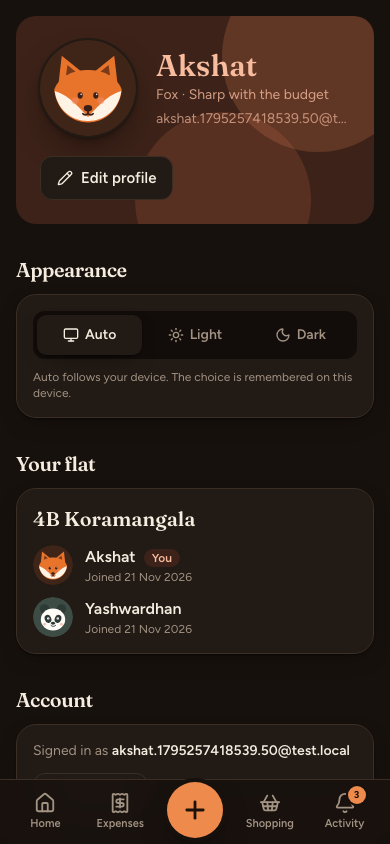 Akshat
Fox · Sharp with the budget
akshat.1795257418539.50@t...
Edit profile
Appearance
Auto
Light
Dark
Auto follows your device. The choice is remembered on this
device.
Your flat
4B Koramangala
Akshat You
Joined 21 Nov 2026
Yashwardhan
Joined 21 Nov 2026
Account
Signed in as akshat.1795257418539.50@test.local
3
Home
Expenses
Shopping
Activity